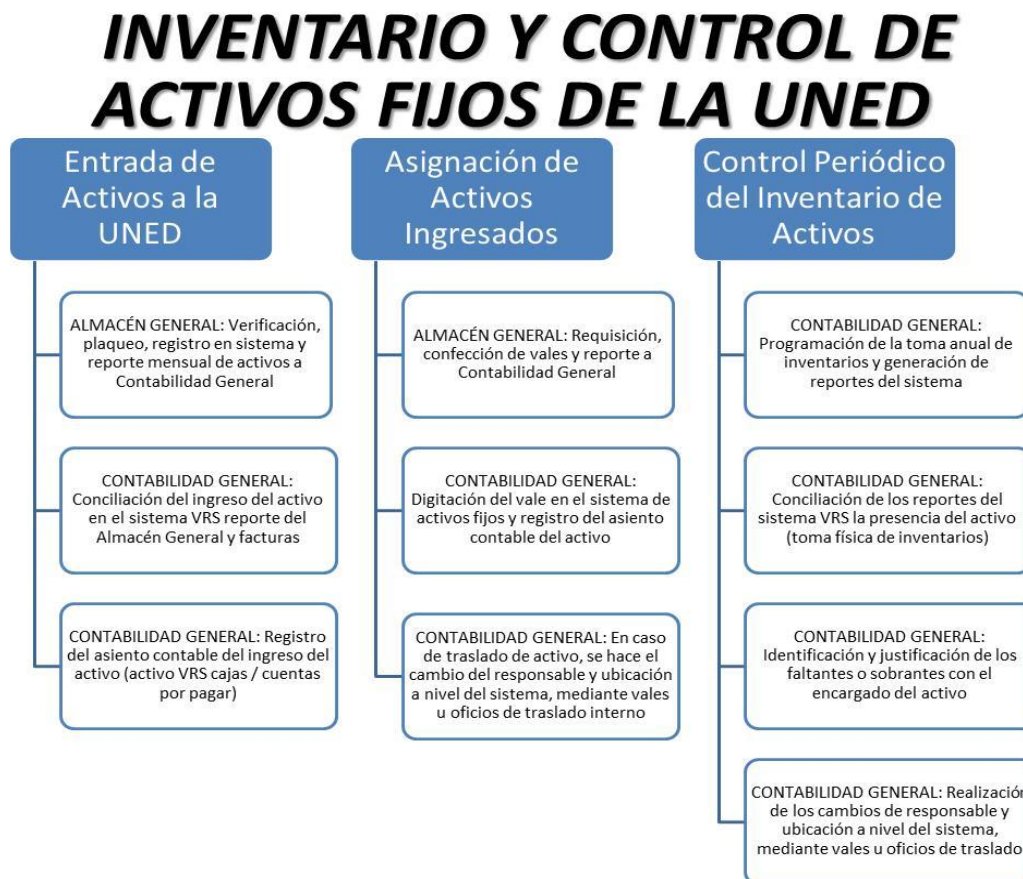 INVENTARIO Y CONTROL DE
ACTIVOS FIJOS DE LA UNED
Entrada de
Activos a la
UNED
ALMACÉN GENERAL: Verificación,
plaqueo, registro en sistema y
reporte mensual de activos a
Contabilidad General
CONTABILIDAD GENERAL:
Conciliación del ingreso del activo
en el sistema VRS reporte del
Almacén General y facturas
CONTABILIDAD GENERAL: Registro
del asiento contable del ingreso del
activo (activo VRS cajas / cuentas
por pagar)
Asignación de
Activos
Ingresados
ALMACÉN GENERAL: Requisición,
confección de vales y reporte a
Contabilidad General
CONTABILIDAD GENERAL:
Digitación del vale en el sistema de
activos fijos y registro del asiento
contable del activo
CONTABILIDAD GENERAL: En caso
de traslado de activo, se hace el
cambio del responsable y ubicación
a nivel del sistema, mediante vales
u oficios de traslado interno
Control Periódico
del Inventario de
Activos
CONTABILIDAD GENERAL:
Programación de la toma anual de
inventarios y generación de
reportes del sistema
CONTABILIDAD GENERAL:
Conciliación de los reportes del
sistema VRS la presencia del activo
(toma física de inventarios)
CONTABILIDAD GENERAL:
Identificación y justificación de los
faltantes o sobrantes con el
encargado del activo
CONTABILIDAD GENERAL: Realización
de los cambios de responsable y
ubicación a nivel del sistema,
mediante vales u oficios de traslado